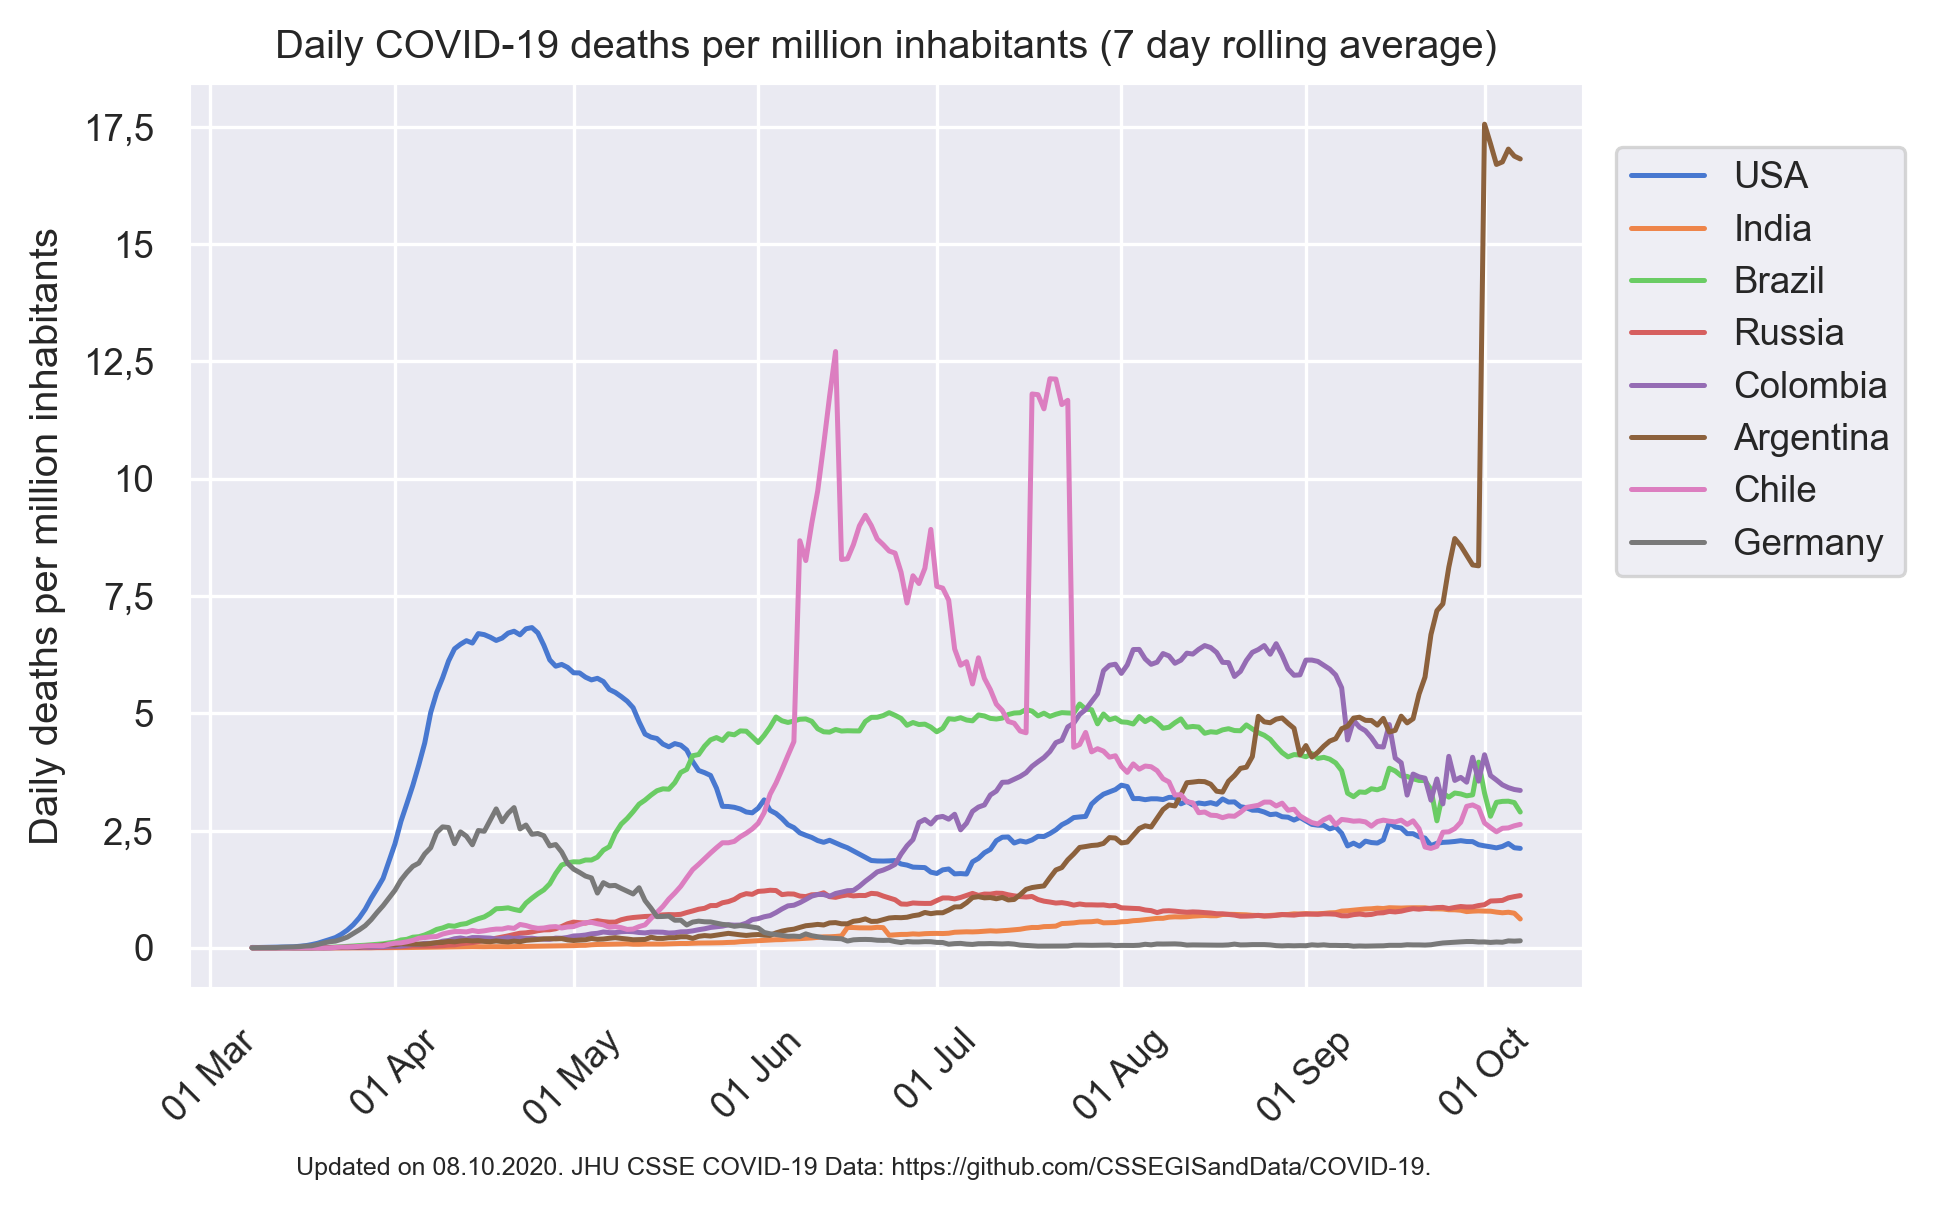 Daily COVID-19 deaths per million inhabitants (7 day rolling average)
Daily deaths per million inhabitants
17,5
15
12,5
10
7,5
5
2,5
0
01 Mar
01 Apr
01 May
01 Jun
01 Jul
01 Aug
01 Sep
01 Oct
USA
India
Brazil
Russia
Colombia
Argentina
Chile
Germany
Updated on 08.10.2020. JHU CSSE COVID-19 Data: https://github.com/CSSEGISandData/COVID-19.